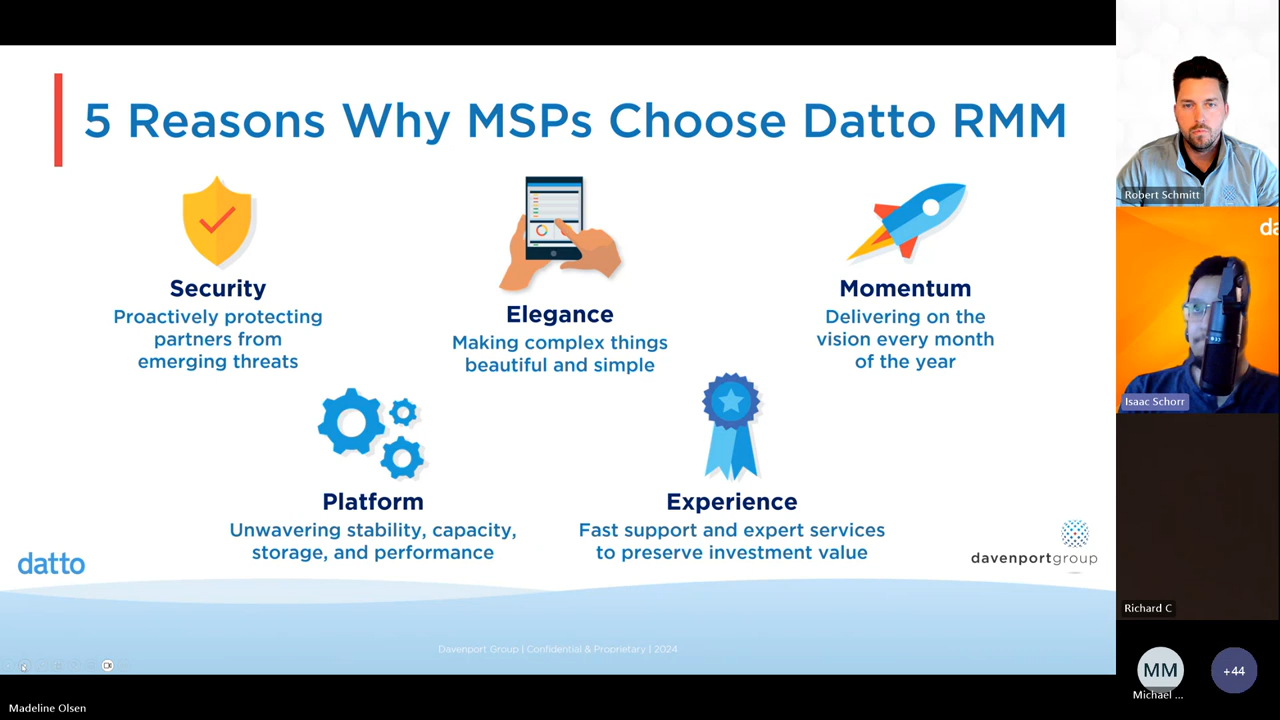 5 Reasons Why MSPs Choose Datto RMM
Security
Proactively protecting
partners from
emerging threats
Elegance
Making complex things
beautiful and simple
Momentum
Delivering on the
vision every month
of the year
Platform
Unwavering stability, capacity,
storage, and performance
Experience
Fast support and expert services
to preserve investment value
datto
davenportgroup
Davenport Group | Confidential & Proprietary | 2024
Madeline Olsen
Robert Schmitt
da
Isaac Schorr
Richard C
MM
Michael ...
+44